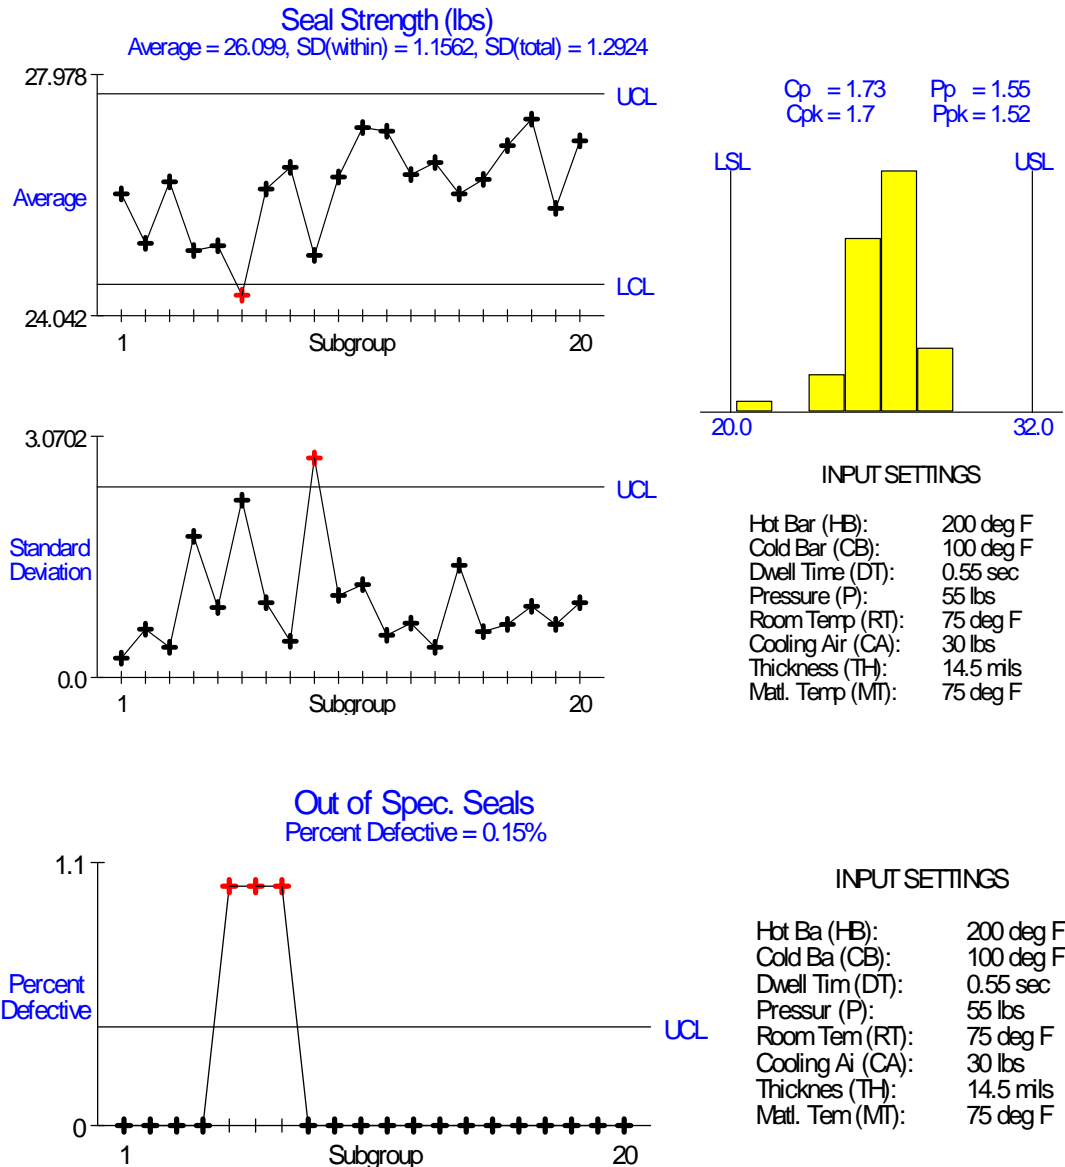 Seal Strength (lbs)
Average = 26.099, SD(within) = 1.1562, SD(total) = 1.2924
27.978
UCL
Average
LCL
24.042
1 Subgroup 20
Cp = 1.73 Pp = 1.55
Cpk = 1.7 Ppk = 1.52
LSL USL
20.0 32.0
3.0702
UCL
Standard
Deviation
0.0
1 Subgroup 20
INPUT SETTINGS
Hot Bar (HB): 200 deg F
Cold Bar (CB): 100 deg F
Dwell Time (DT): 0.55 sec
Pressure (P): 55 lbs
Room Temp (RT): 75 deg F
Cooling Air (CA): 30 lbs
Thickness (TH): 14.5 mils
Matl. Temp (MT): 75 deg F
Out of Spec. Seals
Percent Defective = 0.15%
1.1
Percent
Defective
UCL
0
1 Subgroup 20
INPUT SETTINGS
Hot Ba (HB): 200 deg F
Cold Ba (CB): 100 deg F
Dwell Tim (DT): 0.55 sec
Pressur (P): 55 lbs
Room Tem (RT): 75 deg F
Cooling Ai (CA): 30 lbs
Thicknes (TH): 14.5 mils
Matl. Tem (MT): 75 deg F